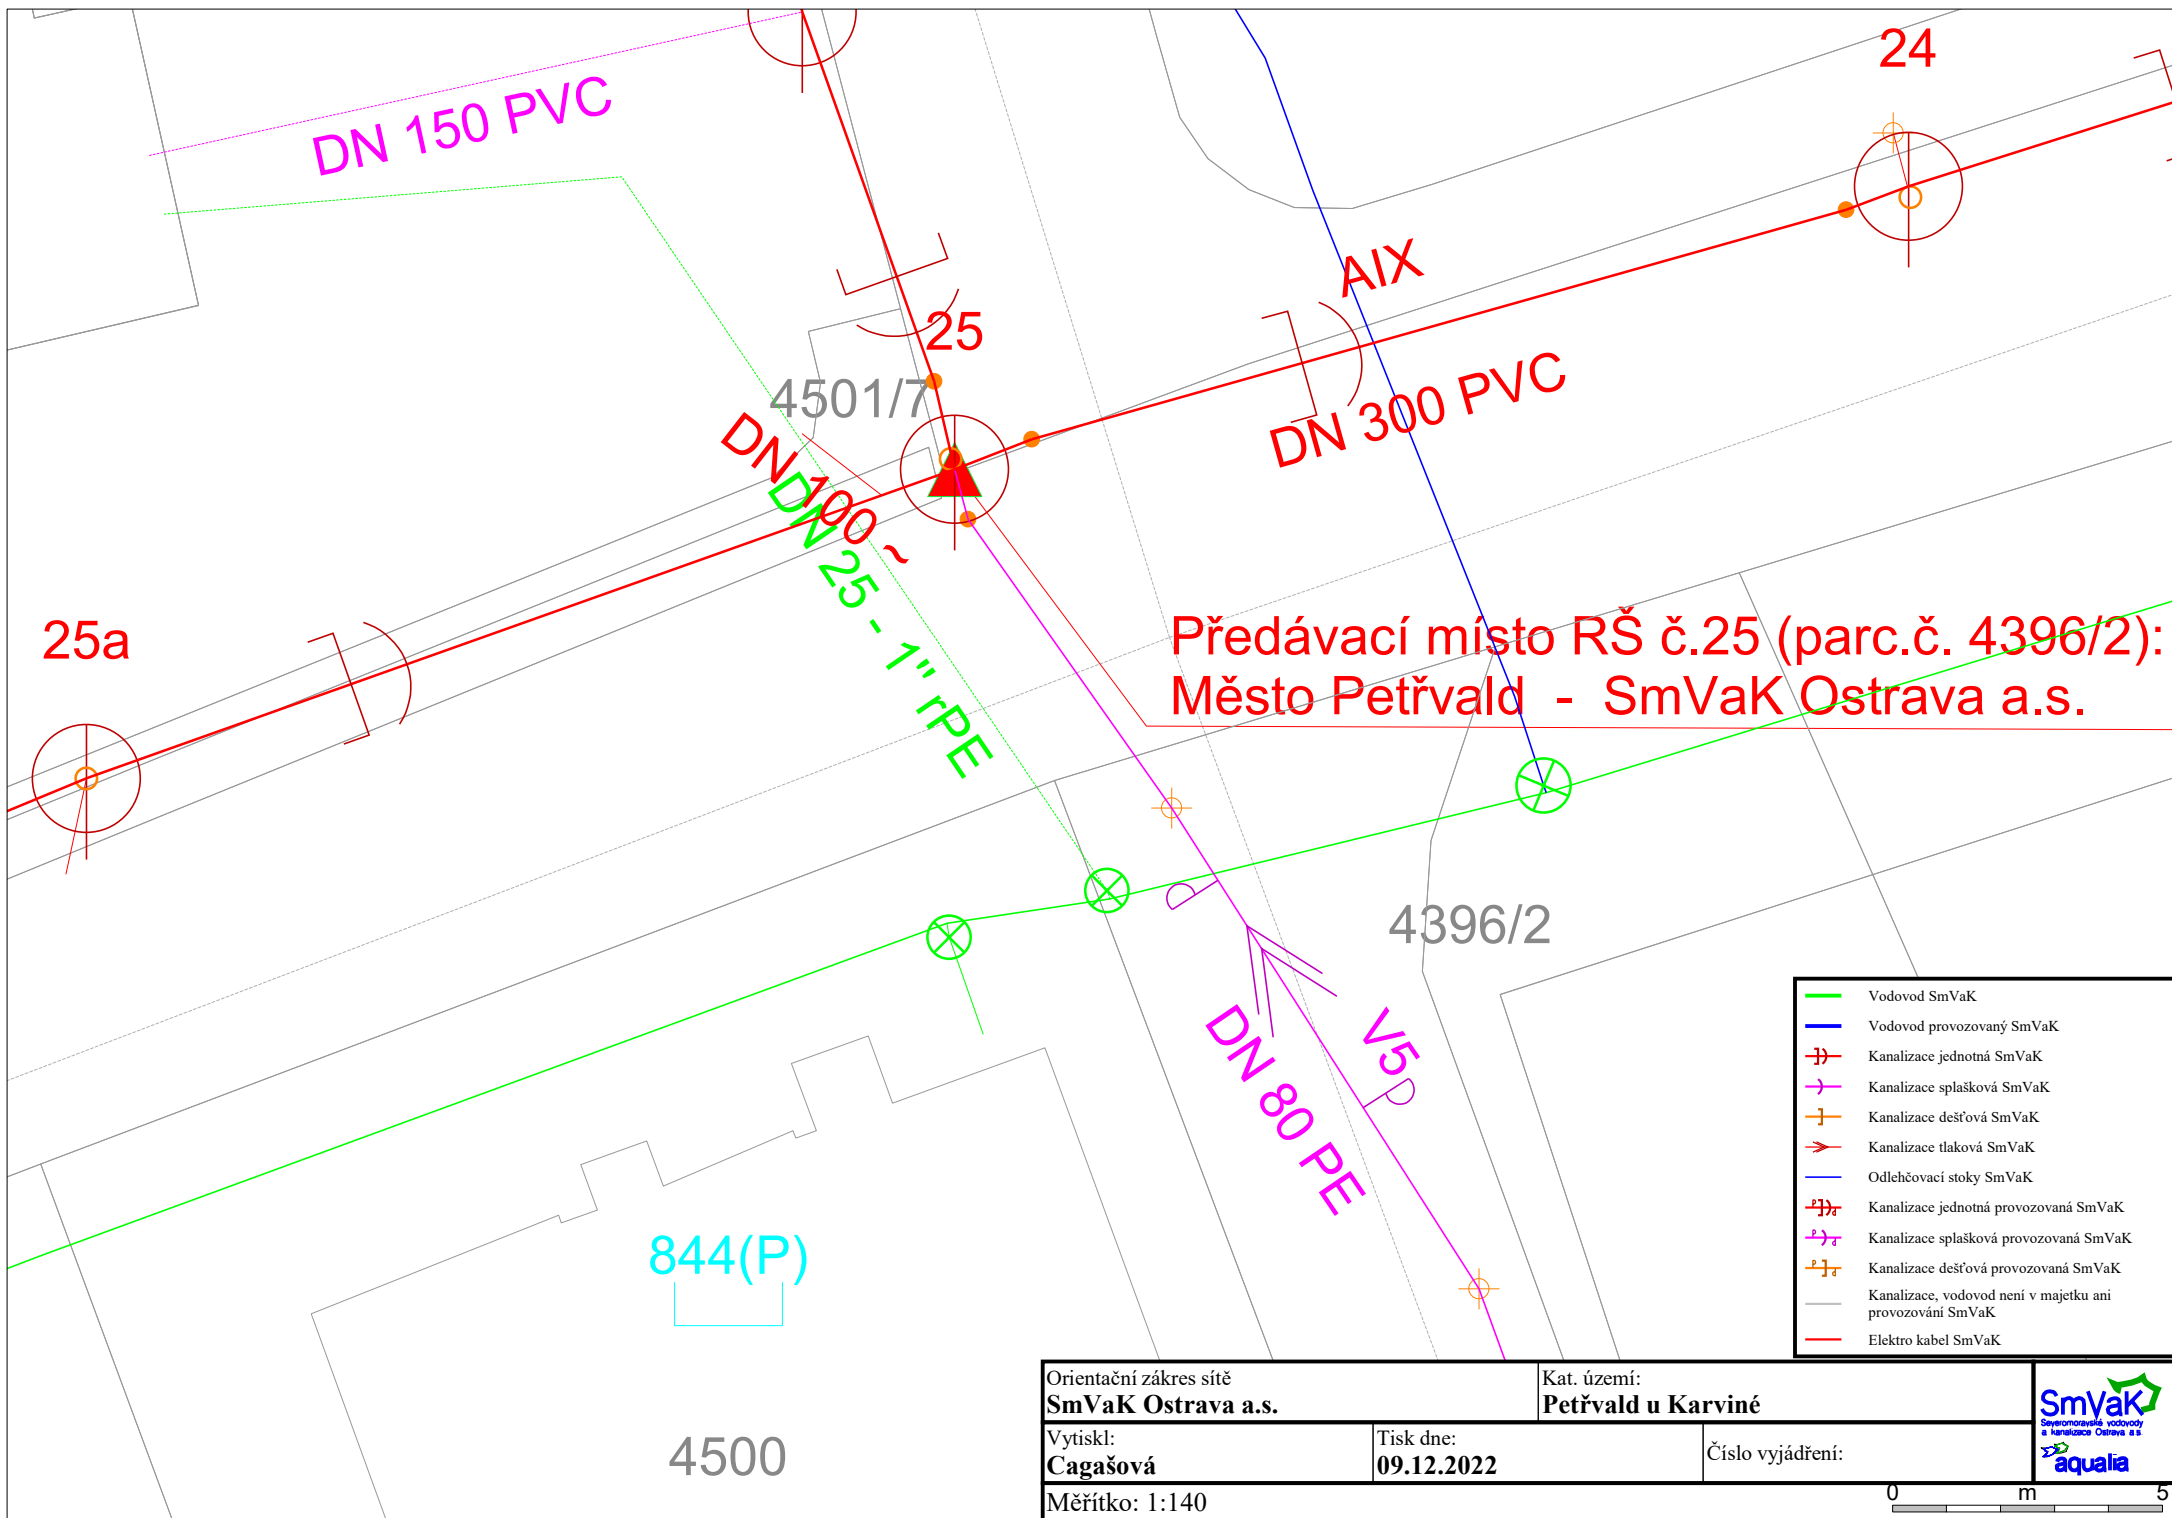 24
DN 150 PVC
AIX
25
4501/7
DN 300 PVC
DN 100 ~
DN 25 - 1" rPE
25a
Předávací místo RŠ č.25 (parc.č. 4396/2):
Město Petřvald - SmVaK Ostrava a.s.
4396/2
V5
DN 80 PE
844(P)
4500
Vodovod SmVaK
Vodovod provozovaný SmVaK
Kanalizace jednotná SmVaK
Kanalizace splašková SmVaK
Kanalizace dešťová SmVaK
Kanalizace tlaková SmVaK
Odlehčovací stoky SmVaK
Kanalizace jednotná provozovaná SmVaK
Kanalizace splašková provozovaná SmVaK
Kanalizace dešťová provozovaná SmVaK
Kanalizace, vodovod není v majetku ani
provozování SmVaK
Elektro kabel SmVaK
Orientační zákres sítě
SmVaK Ostrava a.s.
Kat. území:
Petřvald u Karviné
Vytiskl:
Cagašová
Tisk dne:
09.12.2022
Číslo vyjádření:
SmVaK
Severomoravské vodovody
a kanalizace Ostrava a.s.
aqualia
Měřítko: 1:140
0 m 5